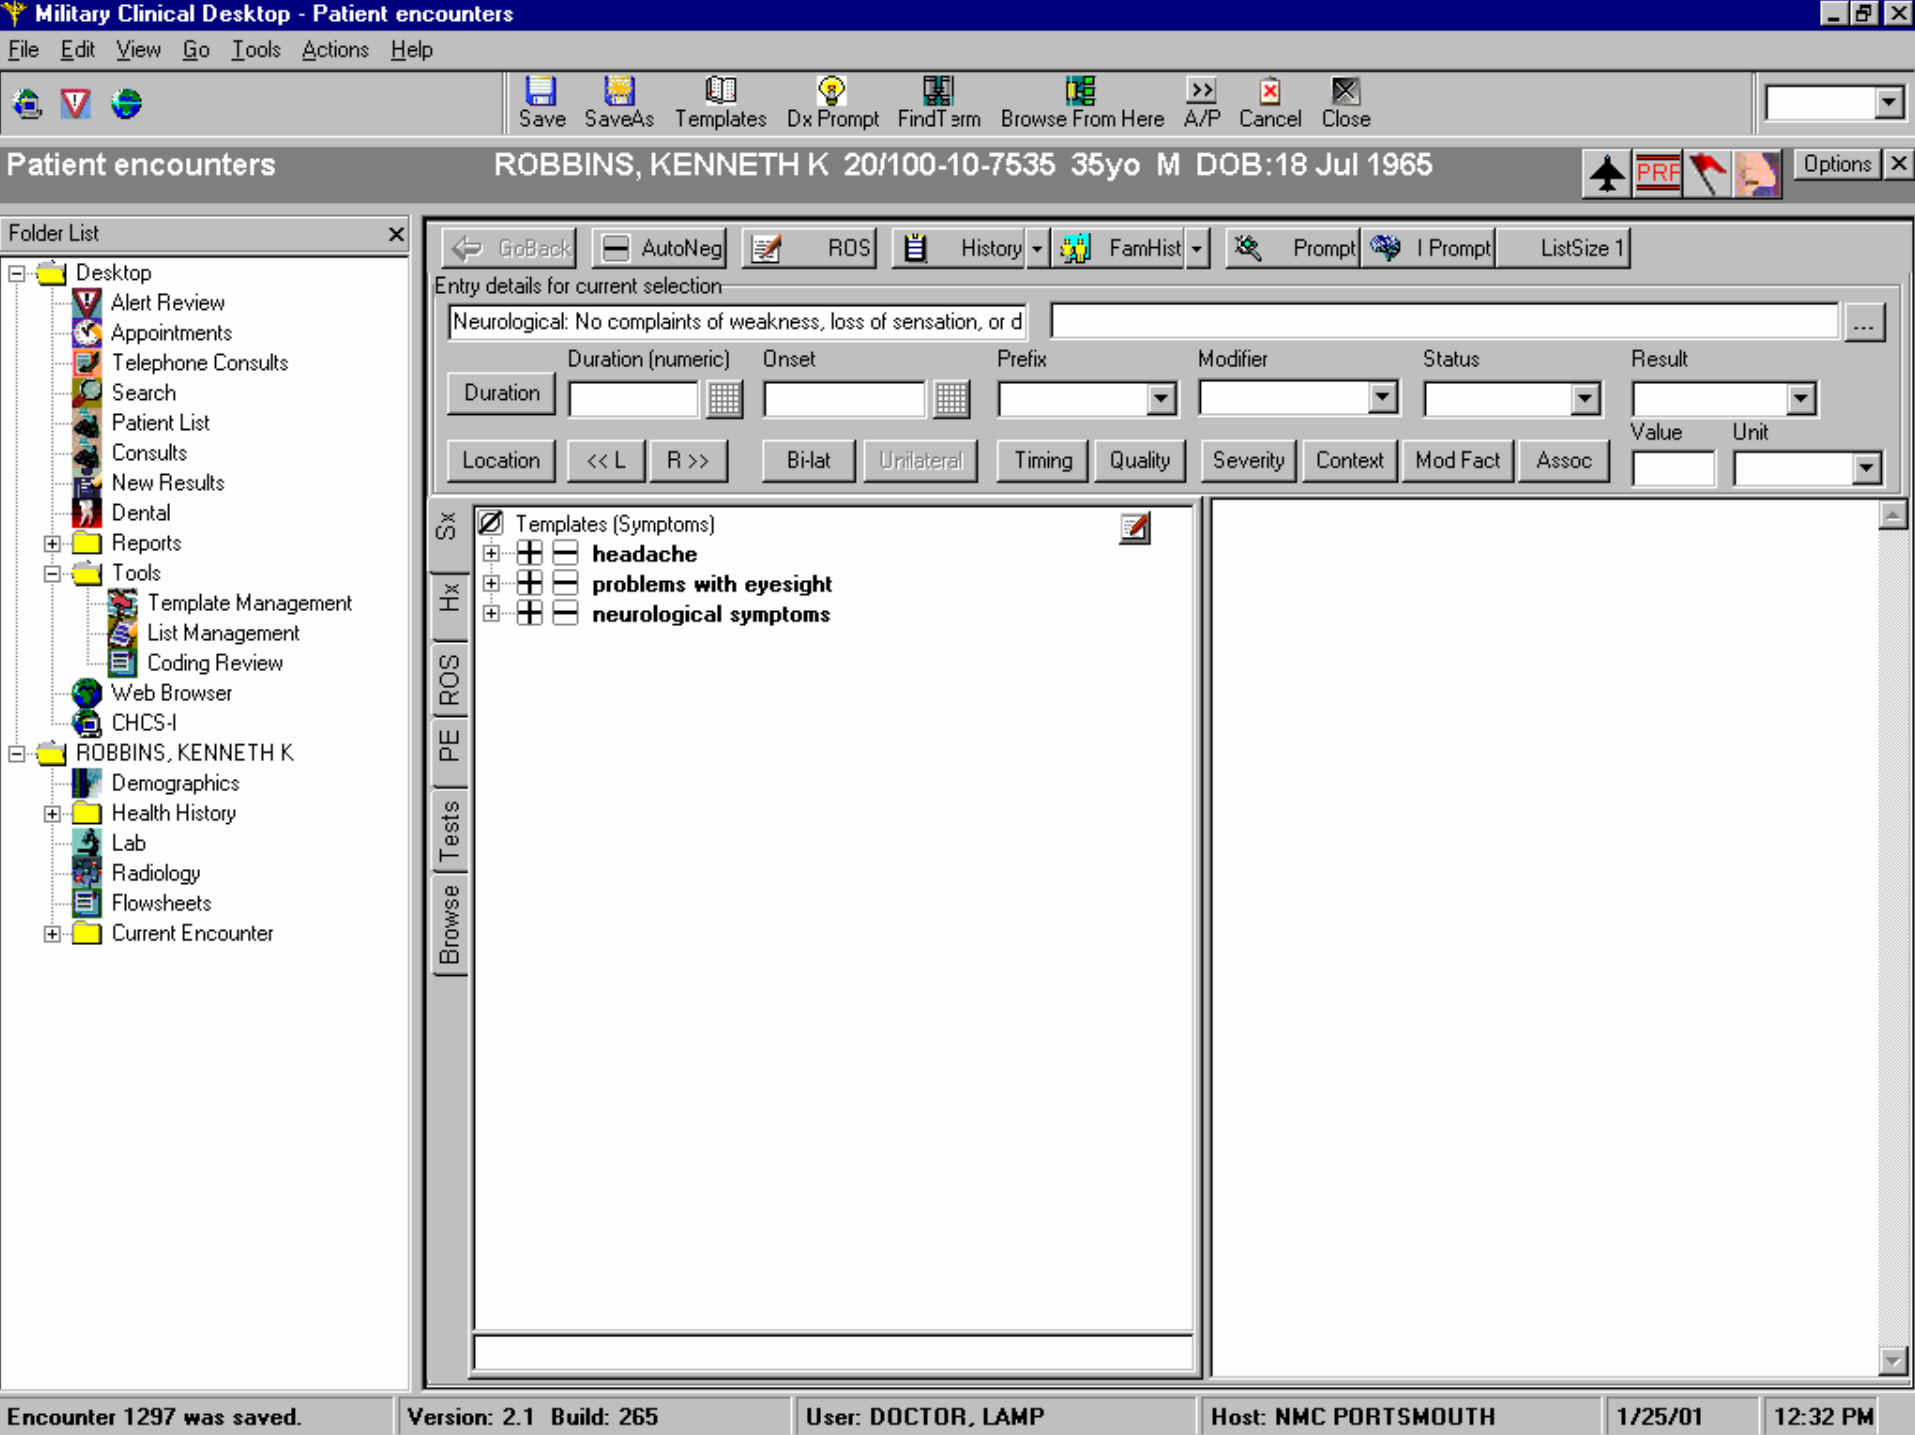 Military Clinical Desktop - Patient encounters
File Edit View Go Tools Actions Help
Save SaveAs Templates Dx Prompt FindTerm Browse From Here A/P Cancel Close
Patient encounters ROBBINS, KENNETH K 20/100-10-7535 35yo M DOB:18 Jul 1965 PRF Options
Folder List
Desktop
Alert Review
Appointments
Telephone Consults
Search
Patient List
Consults
New Results
Dental
Reports
Tools
Template Management
List Management
Coding Review
Web Browser
CHCS-I
ROBBINS, KENNETH K
Demographics
Health History
Lab
Radiology
Flowsheets
Current Encounter
GoBack AutoNeg ROS History FamHist Prompt I Prompt ListSize 1
Entry details for current selection
Neurological: No complaints of weakness, loss of sensation, or d ...
Duration (numeric) Onset Prefix Modifier Status Result
Duration
Value Unit
Location << L R >> Bi-lat Unilateral Timing Quality Severity Context Mod Fact Assoc
Sx
Hx
ROS
PE
Tests
Browse
Templates (Symptoms)
headache
problems with eyesight
neurological symptoms
Encounter 1297 was saved. Version: 2.1 Build: 265 User: DOCTOR, LAMP Host: NMC PORTSMOUTH 1/25/01 12:32 PM